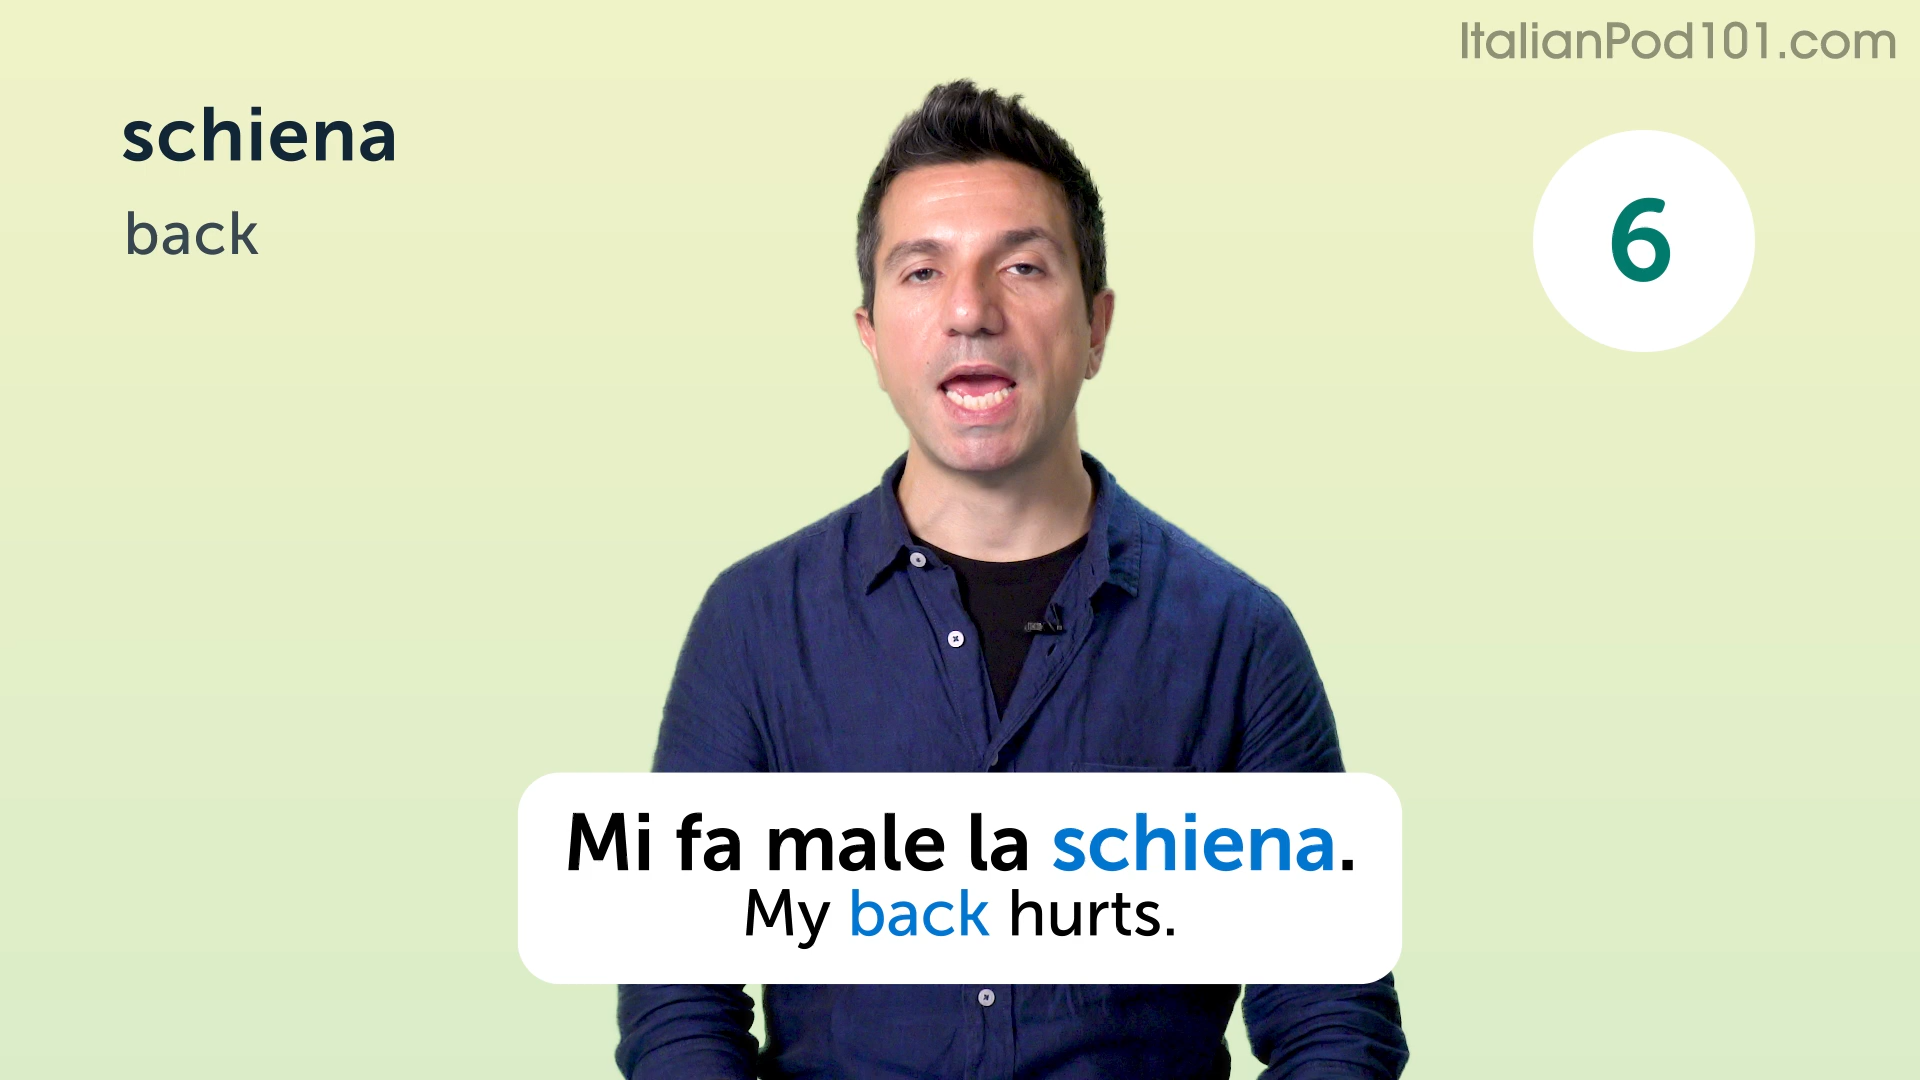 ItalianPod101.com
schiena
back
6
Mi fa male la schiena.
My back hurts.